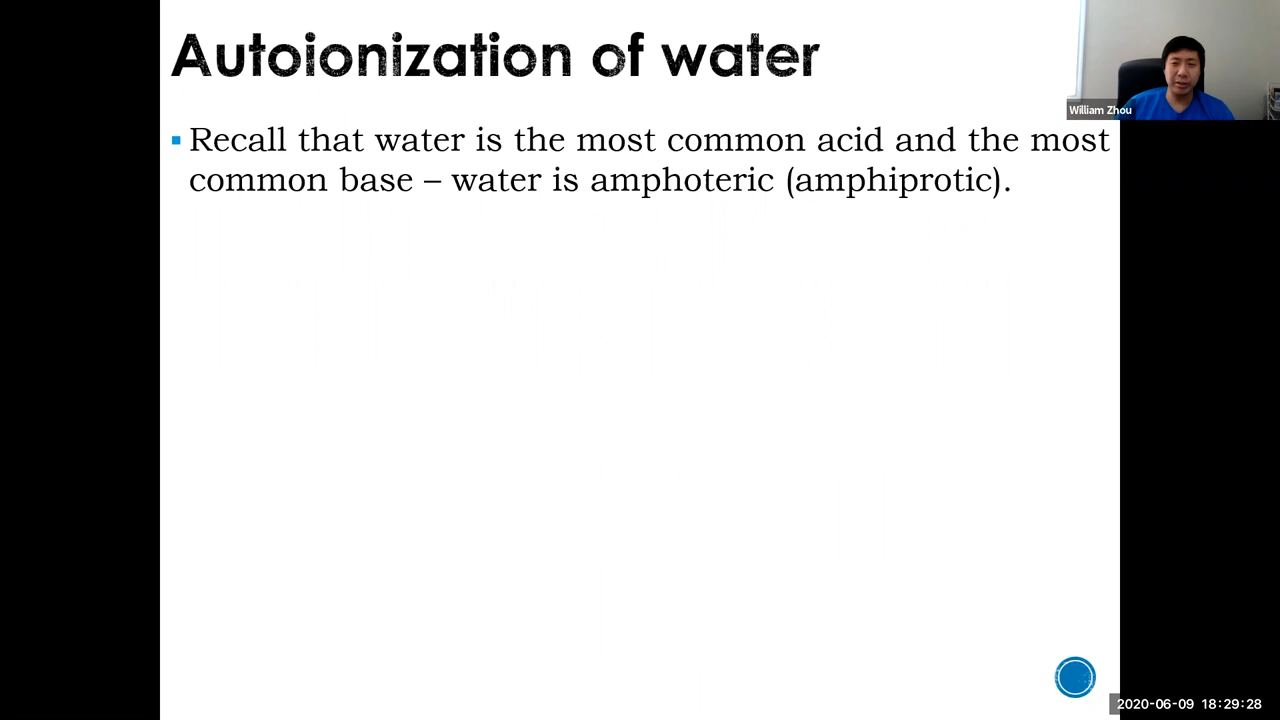 Autoionization of water
William Zhou
▪ Recall that water is the most common acid and the most
common base – water is amphoteric (amphiprotic).
2020-06-09 18:29:28